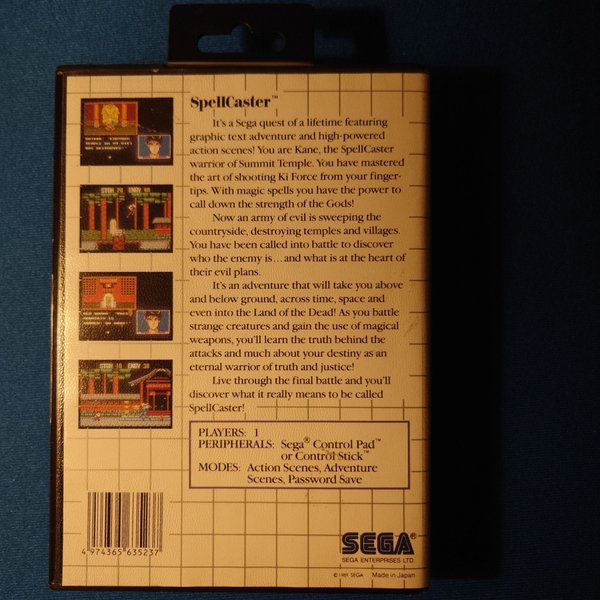 SpellCaster™
It's a Sega quest of a lifetime featuring
graphic text adventure and high-powered
action scenes! You are Kane, the SpellCaster
warrior of Summit Temple. You have mastered
the art of shooting Ki Force from your finger-
tips. With magic spells you have the power to
call down the strength of the Gods!
Now an army of evil is sweeping the
countryside, destroying temples and villages.
You have been called into battle to discover
who the enemy is...and what is at the heart of
their evil plans.
It's an adventure that will take you above
and below ground, across time, space and
even into the Land of the Dead! As you battle
strange creatures and gain the use of magical
weapons, you'll learn the truth behind the
attacks and much about your destiny as an
eternal warrior of truth and justice!
Live through the final battle and you'll
discover what it really means to be called
SpellCaster!
PLAYERS: 1
PERIPHERALS: Sega® Control Pad™
or Control Stick™
MODES: Action Scenes, Adventure
Scenes, Password Save
4 974365 635237
SEGA®
SEGA ENTERPRISES LTD.
© 1989 SEGA Made in Japan